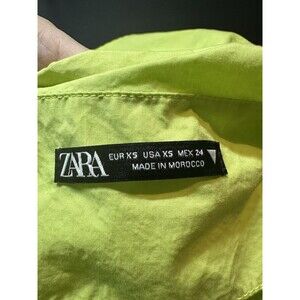 ZARA
EUR XS USA XS MEX 24
MADE IN MOROCCO